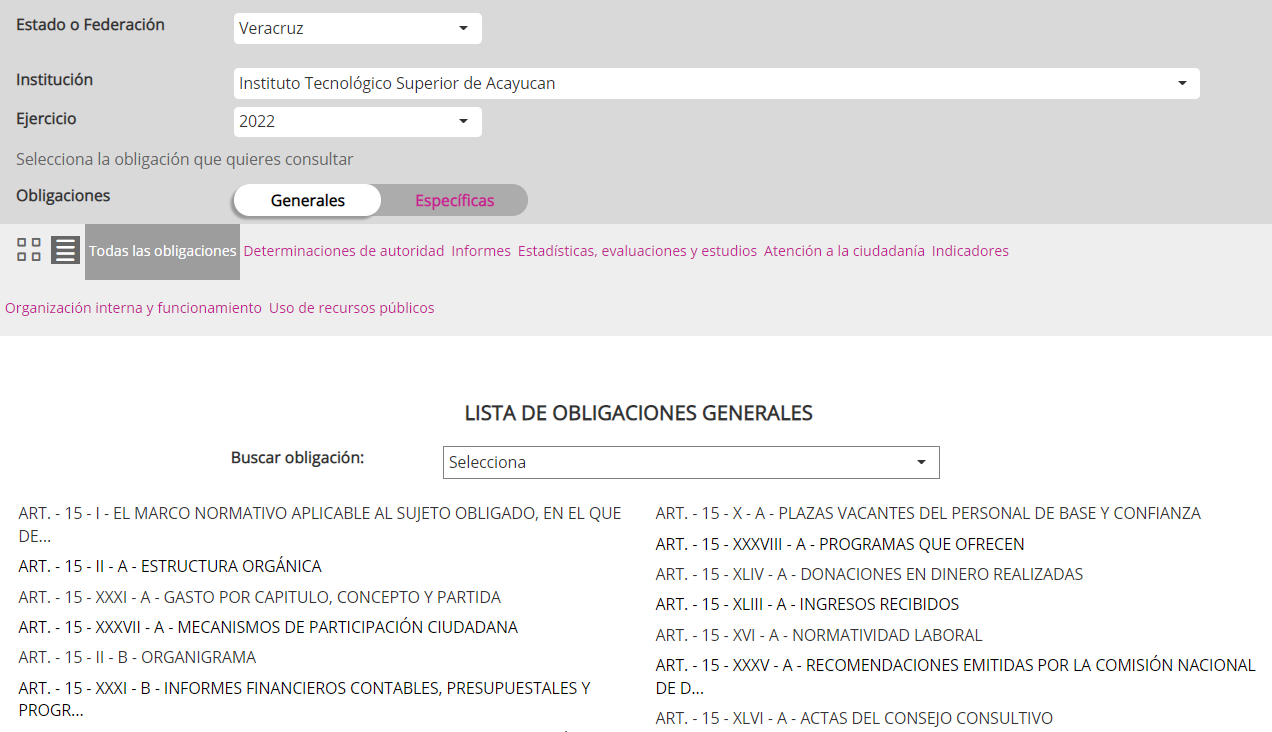 Estado o Federación
Veracruz
Institución
Instituto Tecnológico Superior de Acayucan
Ejercicio
2022
Selecciona la obligación que quieres consultar
Obligaciones
Generales
Específicas
Todas las obligaciones Determinaciones de autoridad Informes Estadísticas, evaluaciones y estudios Atención a la ciudadanía Indicadores
Organización interna y funcionamiento Uso de recursos públicos
LISTA DE OBLIGACIONES GENERALES
Buscar obligación:
Selecciona
ART. - 15 - I - EL MARCO NORMATIVO APLICABLE AL SUJETO OBLIGADO, EN EL QUE
DE...
ART. - 15 - II - A - ESTRUCTURA ORGÁNICA
ART. - 15 - XXXI - A - GASTO POR CAPITULO, CONCEPTO Y PARTIDA
ART. - 15 - XXXVII - A - MECANISMOS DE PARTICIPACIÓN CIUDADANA
ART. - 15 - II - B - ORGANIGRAMA
ART. - 15 - XXXI - B - INFORMES FINANCIEROS CONTABLES, PRESUPUESTALES Y
PROGR...
ART. - 15 - X - A - PLAZAS VACANTES DEL PERSONAL DE BASE Y CONFIANZA
ART. - 15 - XXXVIII - A - PROGRAMAS QUE OFRECEN
ART. - 15 - XLIV - A - DONACIONES EN DINERO REALIZADAS
ART. - 15 - XLIII - A - INGRESOS RECIBIDOS
ART. - 15 - XVI - A - NORMATIVIDAD LABORAL
ART. - 15 - XXXV - A - RECOMENDACIONES EMITIDAS POR LA COMISIÓN NACIONAL
DE D...
ART. - 15 - XLVI - A - ACTAS DEL CONSEJO CONSULTIVO